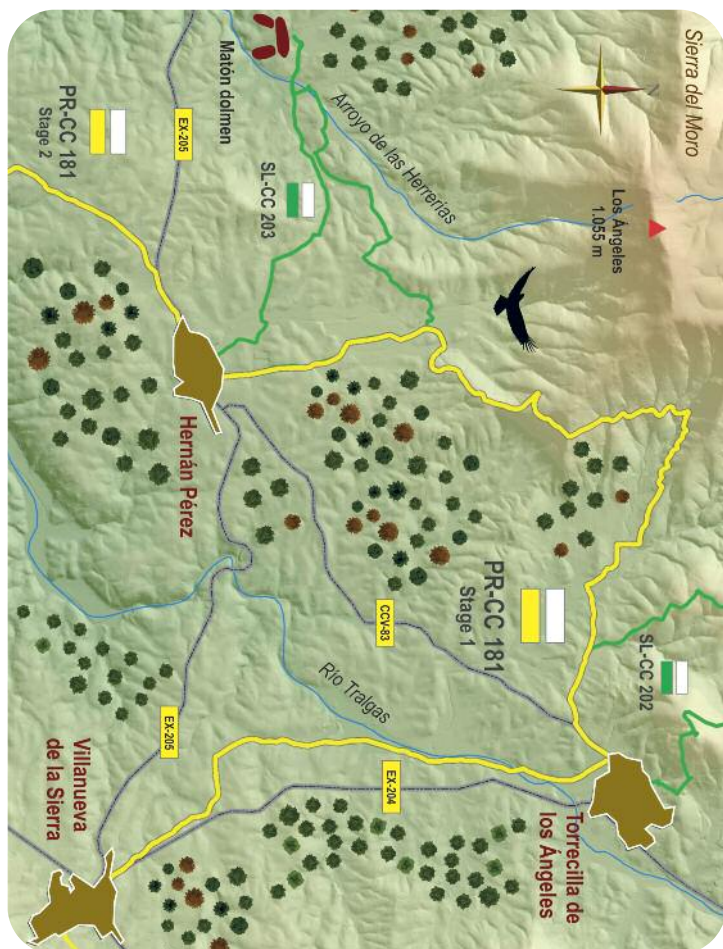 Sierra del Moro
N
Los Ángeles
1.055 m
SL-CC 202
Torrecilla de
los Ángeles
PR-CC 181
Stage 1
Arroyo de las Herrerias
EX-204
CCV-83
Río Tralgas
SL-CC 203
Matón dolmen
Hernán Pérez
EX-205
EX-205
PR-CC 181
Stage 2
Villanueva
de la Sierra